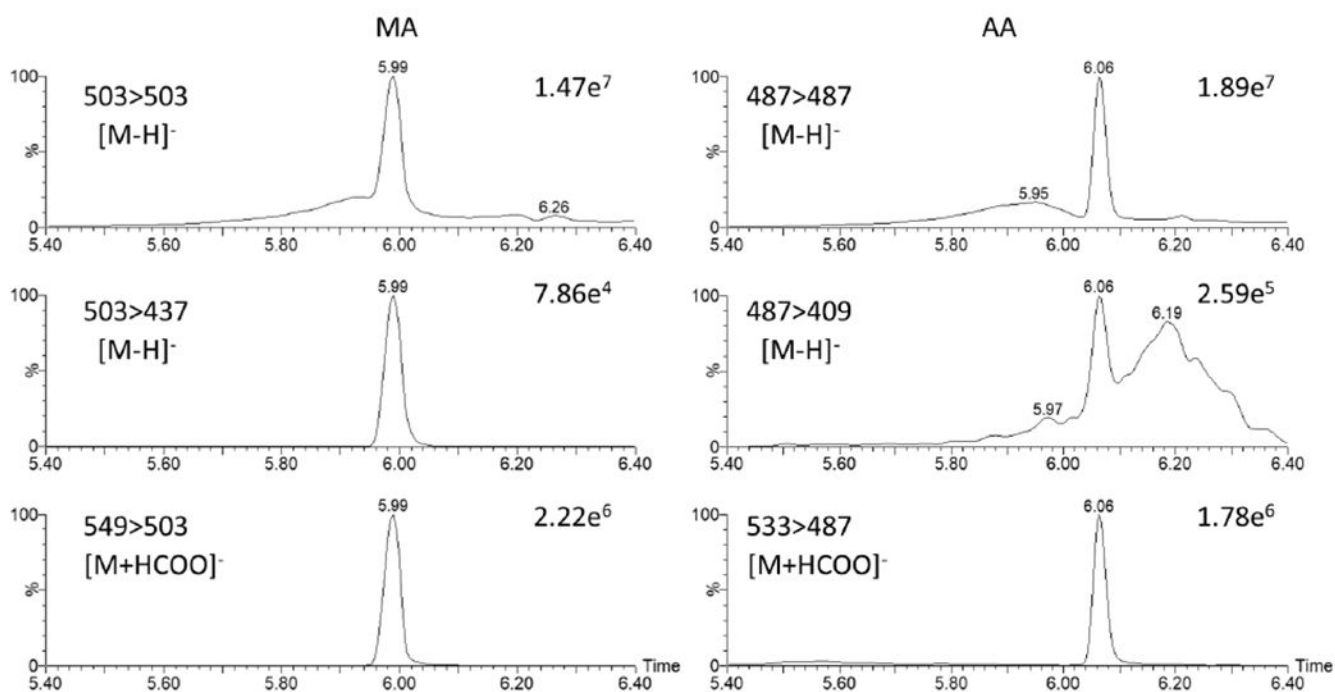 MA
AA
100
%
0
503>503
[M-H]-
5.99
6.26
1.47e7
5.40 5.60 5.80 6.00 6.20 6.40
100
%
0
487>487
[M-H]-
5.95
6.06
1.89e7
5.40 5.60 5.80 6.00 6.20 6.40
100
%
0
503>437
[M-H]-
5.99
7.86e4
5.40 5.60 5.80 6.00 6.20 6.40
100
%
0
487>409
[M-H]-
5.97
6.06
6.19
2.59e5
5.40 5.60 5.80 6.00 6.20 6.40
100
%
0
549>503
[M+HCOO]-
5.99
2.22e6
Time
5.40 5.60 5.80 6.00 6.20 6.40
100
%
0
533>487
[M+HCOO]-
6.06
1.78e6
Time
5.40 5.60 5.80 6.00 6.20 6.40